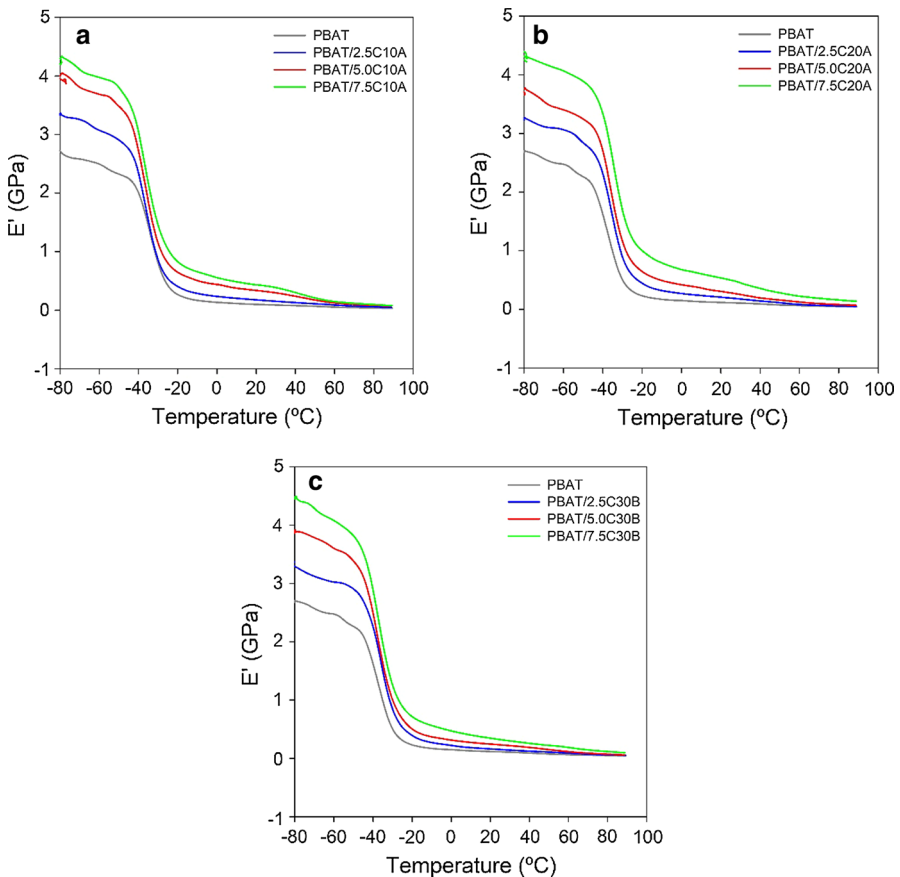 a
PBAT
PBAT/2.5C10A
PBAT/5.0C10A
PBAT/7.5C10A
5
4
3
2
1
0
-1
E' (GPa)
-80 -60 -40 -20 0 20 40 60 80 100
Temperature (ºC)
b
PBAT
PBAT/2.5C20A
PBAT/5.0C20A
PBAT/7.5C20A
5
4
3
2
1
0
-1
E' (GPa)
-80 -60 -40 -20 0 20 40 60 80 100
Temperature (ºC)
c
PBAT
PBAT/2.5C30B
PBAT/5.0C30B
PBAT/7.5C30B
5
4
3
2
1
0
-1
E' (GPa)
-80 -60 -40 -20 0 20 40 60 80 100
Temperature (ºC)